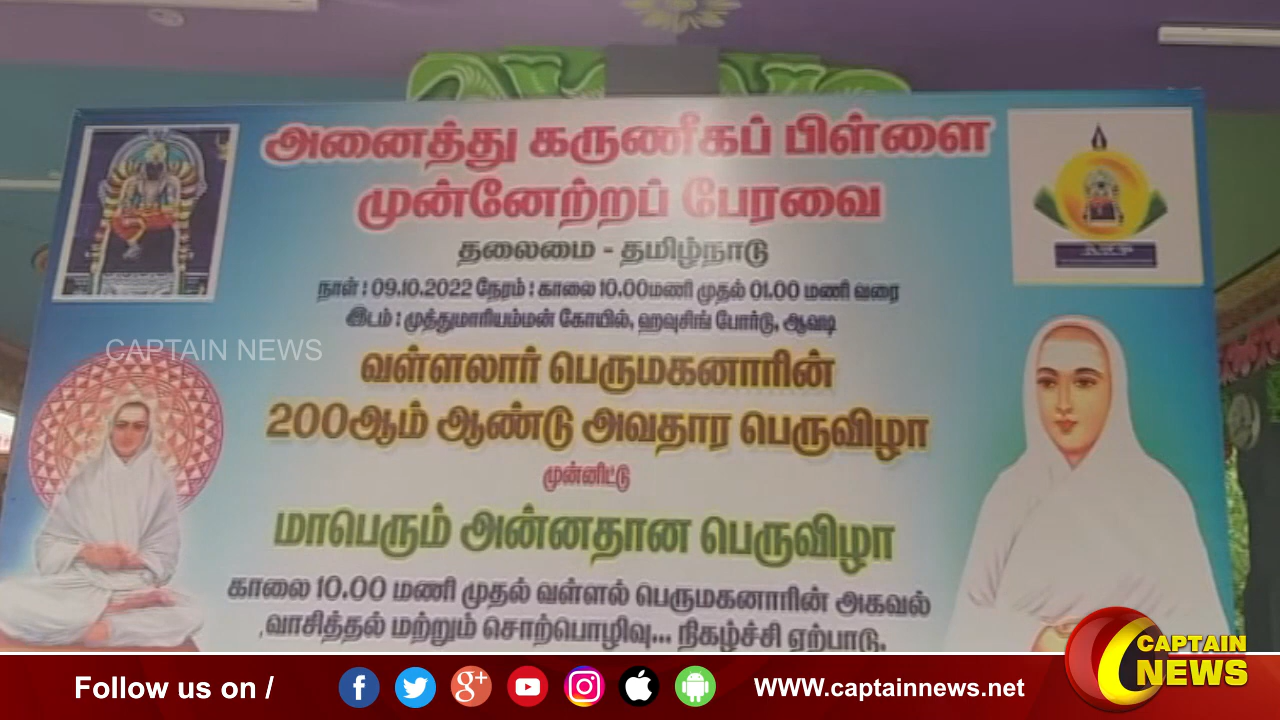 அனைத்து கருணீகப் பிள்ளை
முன்னேற்றப் பேரவை
தலைமை - தமிழ்நாடு
நாள் : 09.10.2022 நேரம் : காலை 10.00மணி முதல் 01.00 மணி வரை
இடம் : முத்துமாரியம்மன் கோயில், ஹவுசிங் போர்டு, ஆவடி
CAPTAIN NEWS
வள்ளலார் பெருமகனாரின்
200ஆம் ஆண்டு அவதார பெருவிழா
முன்னிட்டு
மாபெரும் அன்னதான பெருவிழா
காலை 10.00 மணி முதல் வள்ளல் பெருமகனாரின் அகவல்
வாசித்தல் மற்றும் சொற்பொழிவு... நிகழ்ச்சி ஏற்பாடு.
Follow us on /
WWW.captainnews.net
CAPTAIN
NEWS